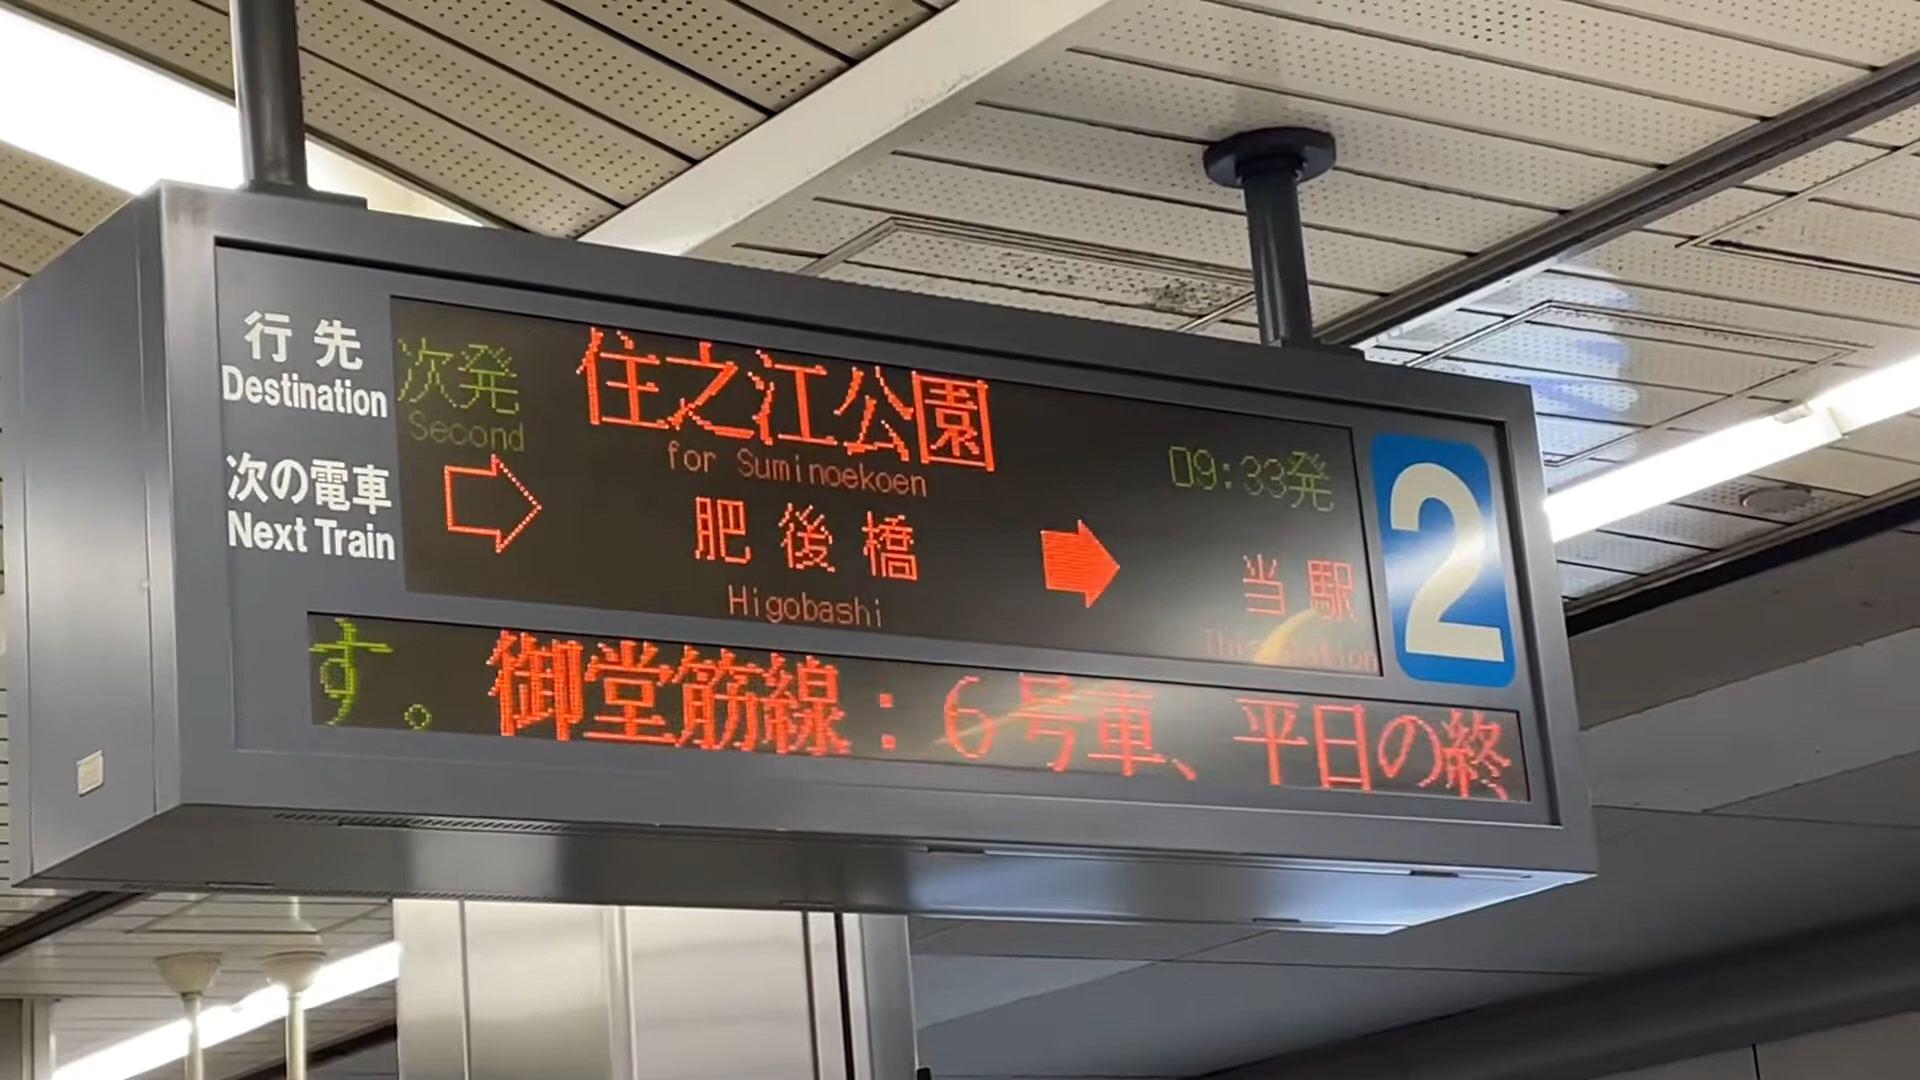 行先
Destination
次の電車
Next Train
次発
Second
住之江公園
for Suminoekoen
09:33発
肥後橋
Higobashi
当駅
This station
2
す。 御堂筋線：6号車、平日の終